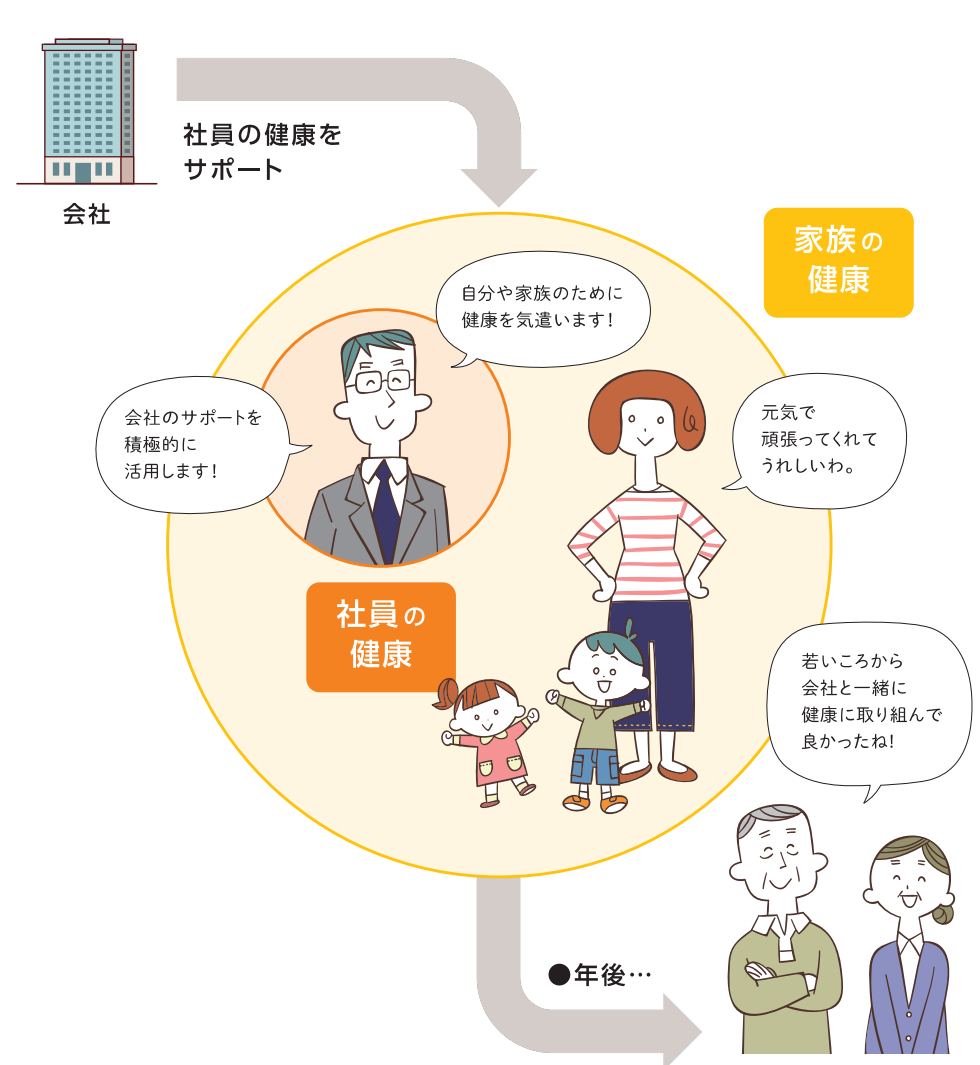 社員の健康を
サポート
会社
家族の
健康
自分や家族のために
健康を気遣います！
会社のサポートを
積極的に
活用します！
元気で
頑張ってくれて
うれしいわ。
社員の
健康
若いころから
会社と一緒に
健康に取り組んで
良かったね！
●年後…